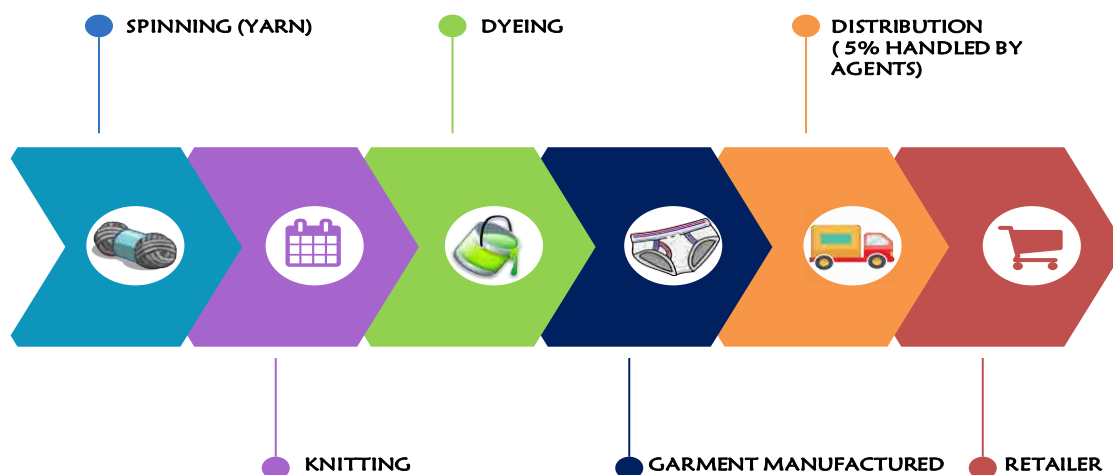 SPINNING (YARN)
DYEING
DISTRIBUTION
( 5% HANDLED BY
AGENTS)
KNITTING
GARMENT MANUFACTURED
RETAILER